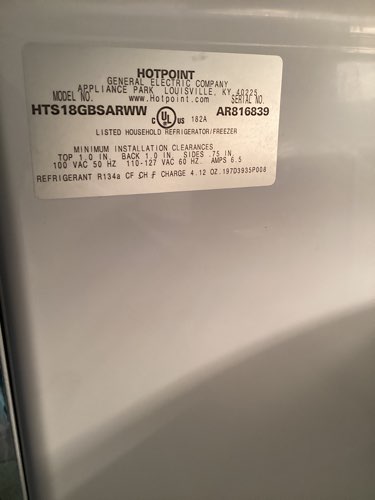 HOTPOINT
GENERAL ELECTRIC COMPANY
APPLIANCE PARK LOUISVILLE, KY 40225
MODEL NO. www.Hotpoint.com SERIAL NO.
HTS18GBSARWW C UL US 182A AR816839
LISTED HOUSEHOLD REFRIGERATOR/FREEZER
MINIMUM INSTALLATION CLEARANCES
TOP 1.0 IN. BACK 1.0 IN. SIDES .75 IN.
100 VAC 50 HZ 110-127 VAC 60 HZ. AMPS 6.5
REFRIGERANT R134a CF CH F CHARGE 4.12 OZ.197D3935P008